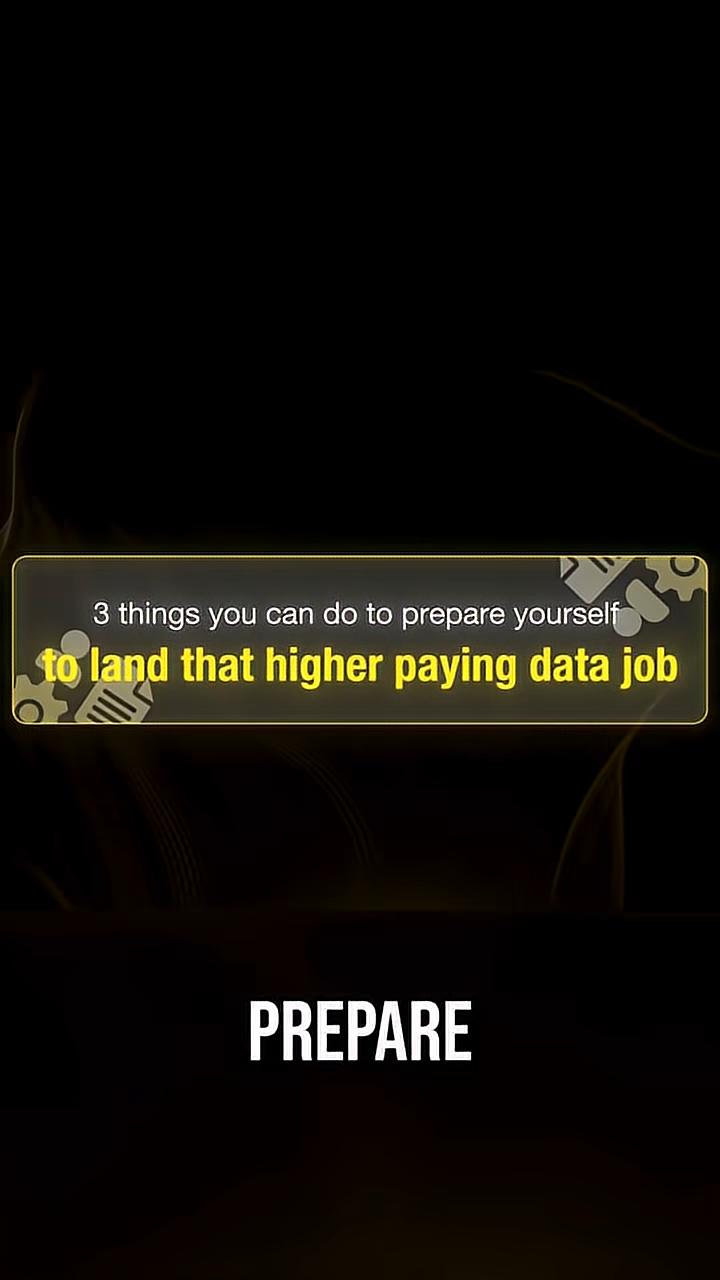 3 things you can do to prepare yourself
to land that higher paying data job
PREPARE